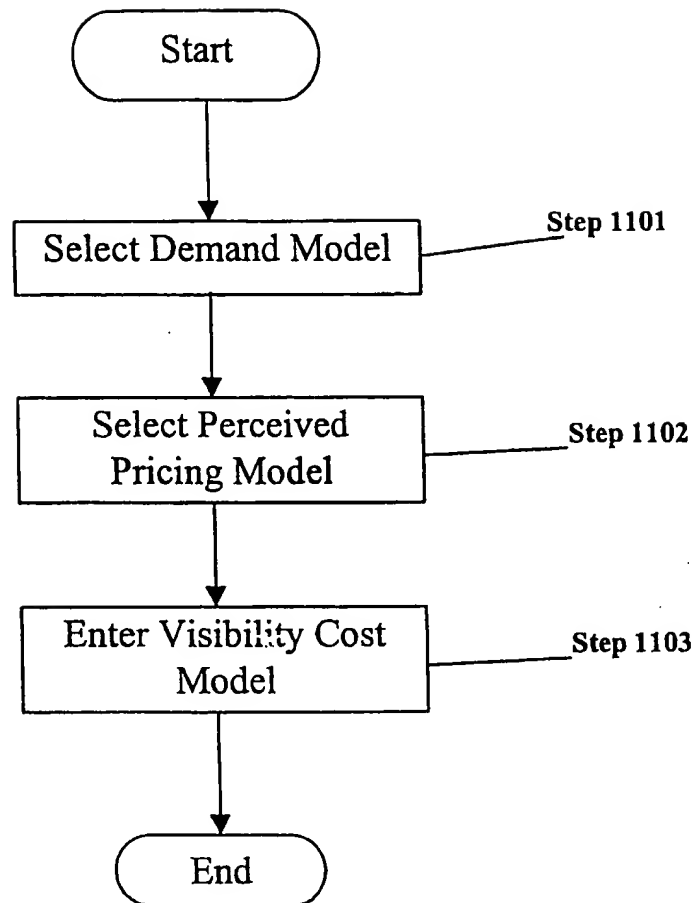 Start
Step 1101
Select Demand Model
Select Perceived
Pricing Model
Step 1102
Enter Visibility Cost
Model
Step 1103
End